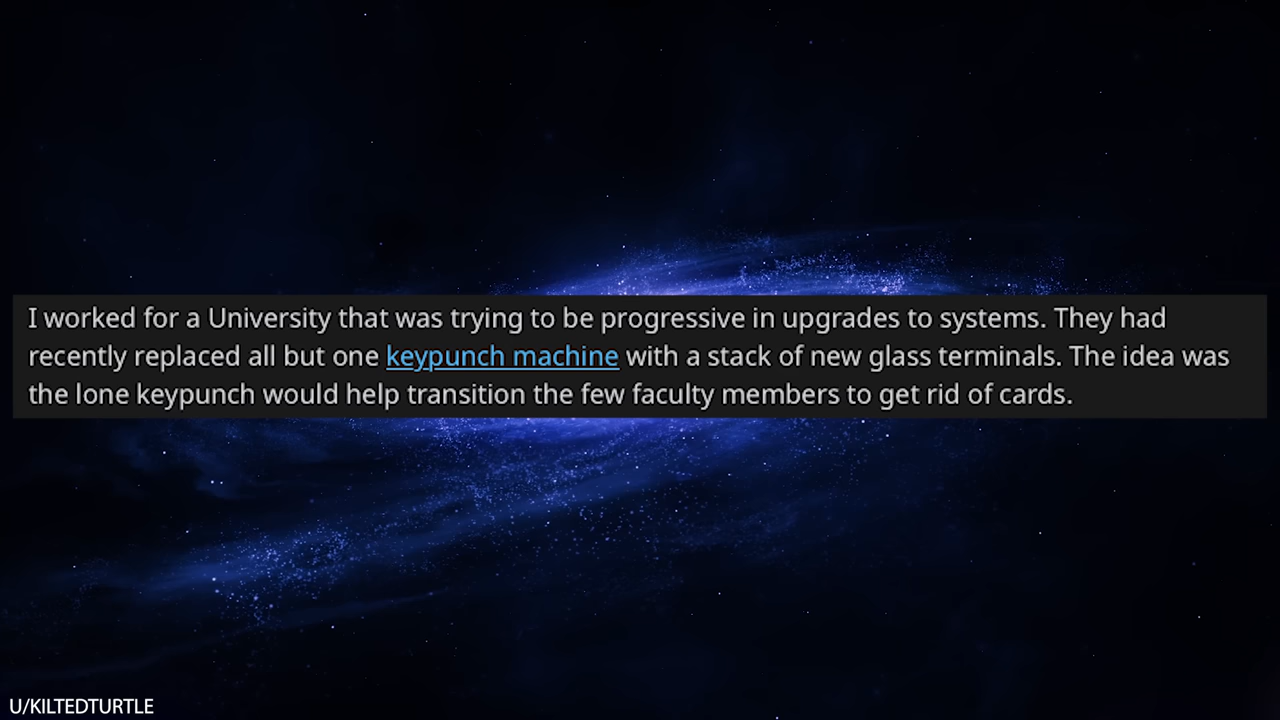 I worked for a University that was trying to be progressive in upgrades to systems. They had
recently replaced all but one keypunch machine with a stack of new glass terminals. The idea was
the lone keypunch would help transition the few faculty members to get rid of cards.
U/KILTEDTURTLE